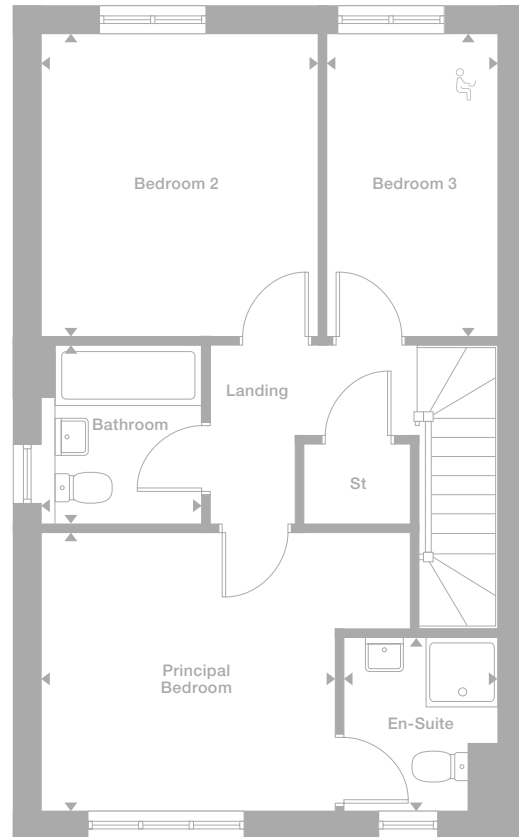 Bedroom 2
Bedroom 3
Landing
Bathroom
St
Principal
Bedroom
En-Suite